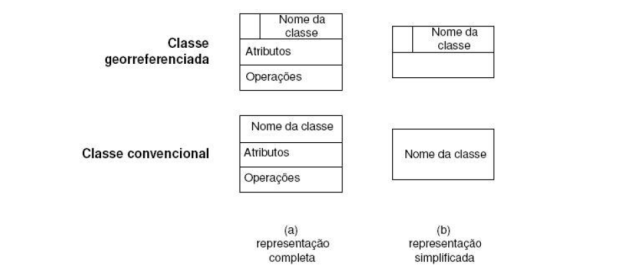 Classe
georreferenciada
Nome da
classe
Atributos
Operações
Nome da
classe
Classe convencional
Nome da classe
Atributos
Operações
Nome da classe
(a)
representação
completa
(b)
representação
simplificada